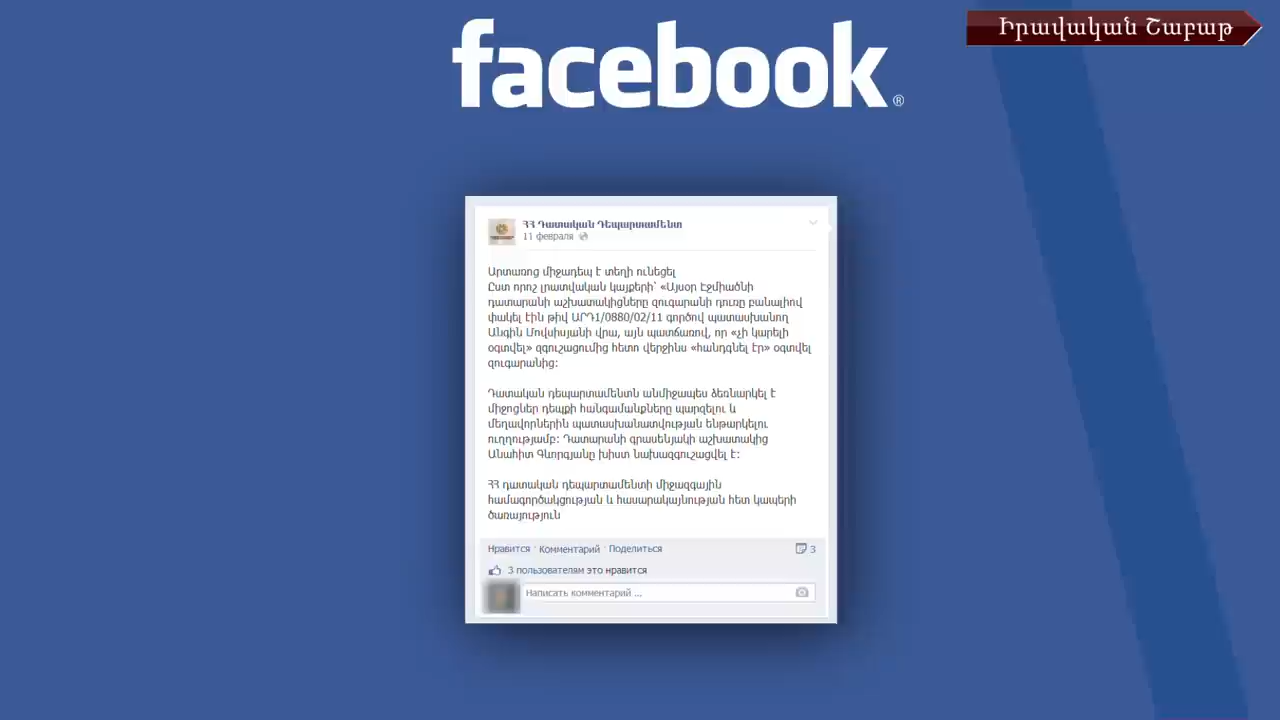 facebook®
Իրավական Շաբաթ
ՀՀ Դատական Դեպարտամենտ
11 февраля
Արտառոց միջադեպ է տեղի ունեցել
Ըստ որոշ լրատվական կայքերի՝ «Այսօր Էջմիածնի
դատարանի աշխատակիցները զուգարանի դուռը բանալիով
փակել էին թիվ ԱՐԴ1/0880/02/11 գործով պատասխանող
Անգին Մովսիսյանի վրա, այն պատճառով, որ «չի կարելի
օգտվել» զգուշացումից հետո վերջինս «հանդգնել էր» օգտվել
զուգարանից:
Դատական դեպարտամենտն անմիջապես ձեռնարկել է
միջոցներ դեպքի հանգամանքները պարզելու և
մեղավորներին պատասխանատվության ենթարկելու
ուղղությամբ: Դատարանի գրասենյակի աշխատակից
Անահիտ Գևորգյանը խիստ նախազգուշացվել է:
ՀՀ դատական դեպարտամենտի միջազգային
համագործակցության և հասարակայնության հետ կապերի
ծառայություն
Нравится · Комментарий · Поделиться 3
3 пользователям это нравится
Написать комментарий ...